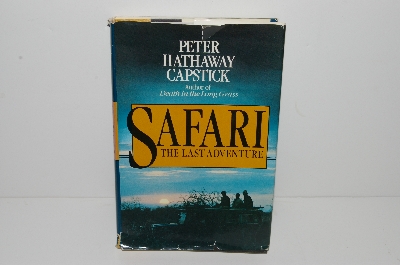 PETER
HATHAWAY
CAPSTICK
Author of
Death in the Long Grass
SAFARI
THE LAST ADVENTURE